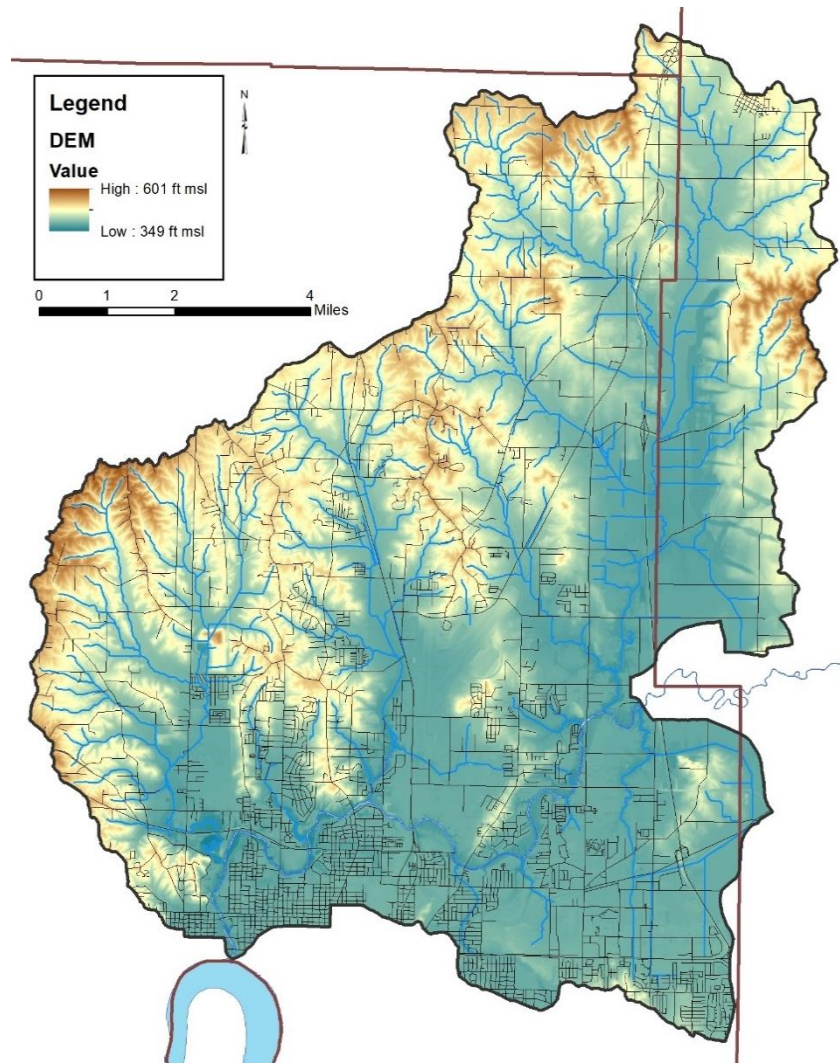 Legend
N
DEM
Value
High : 601 ft msl
Low : 349 ft msl
0 1 2 4
Miles